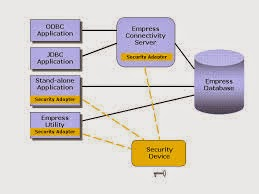 ODBC
Application
JDBC
Application
Stand-alone
Application
Security Adapter
Empress
Utility
Security Adapter
Empress
Connectivity
Server
Security Adapter
Empress
Database
Security
Device